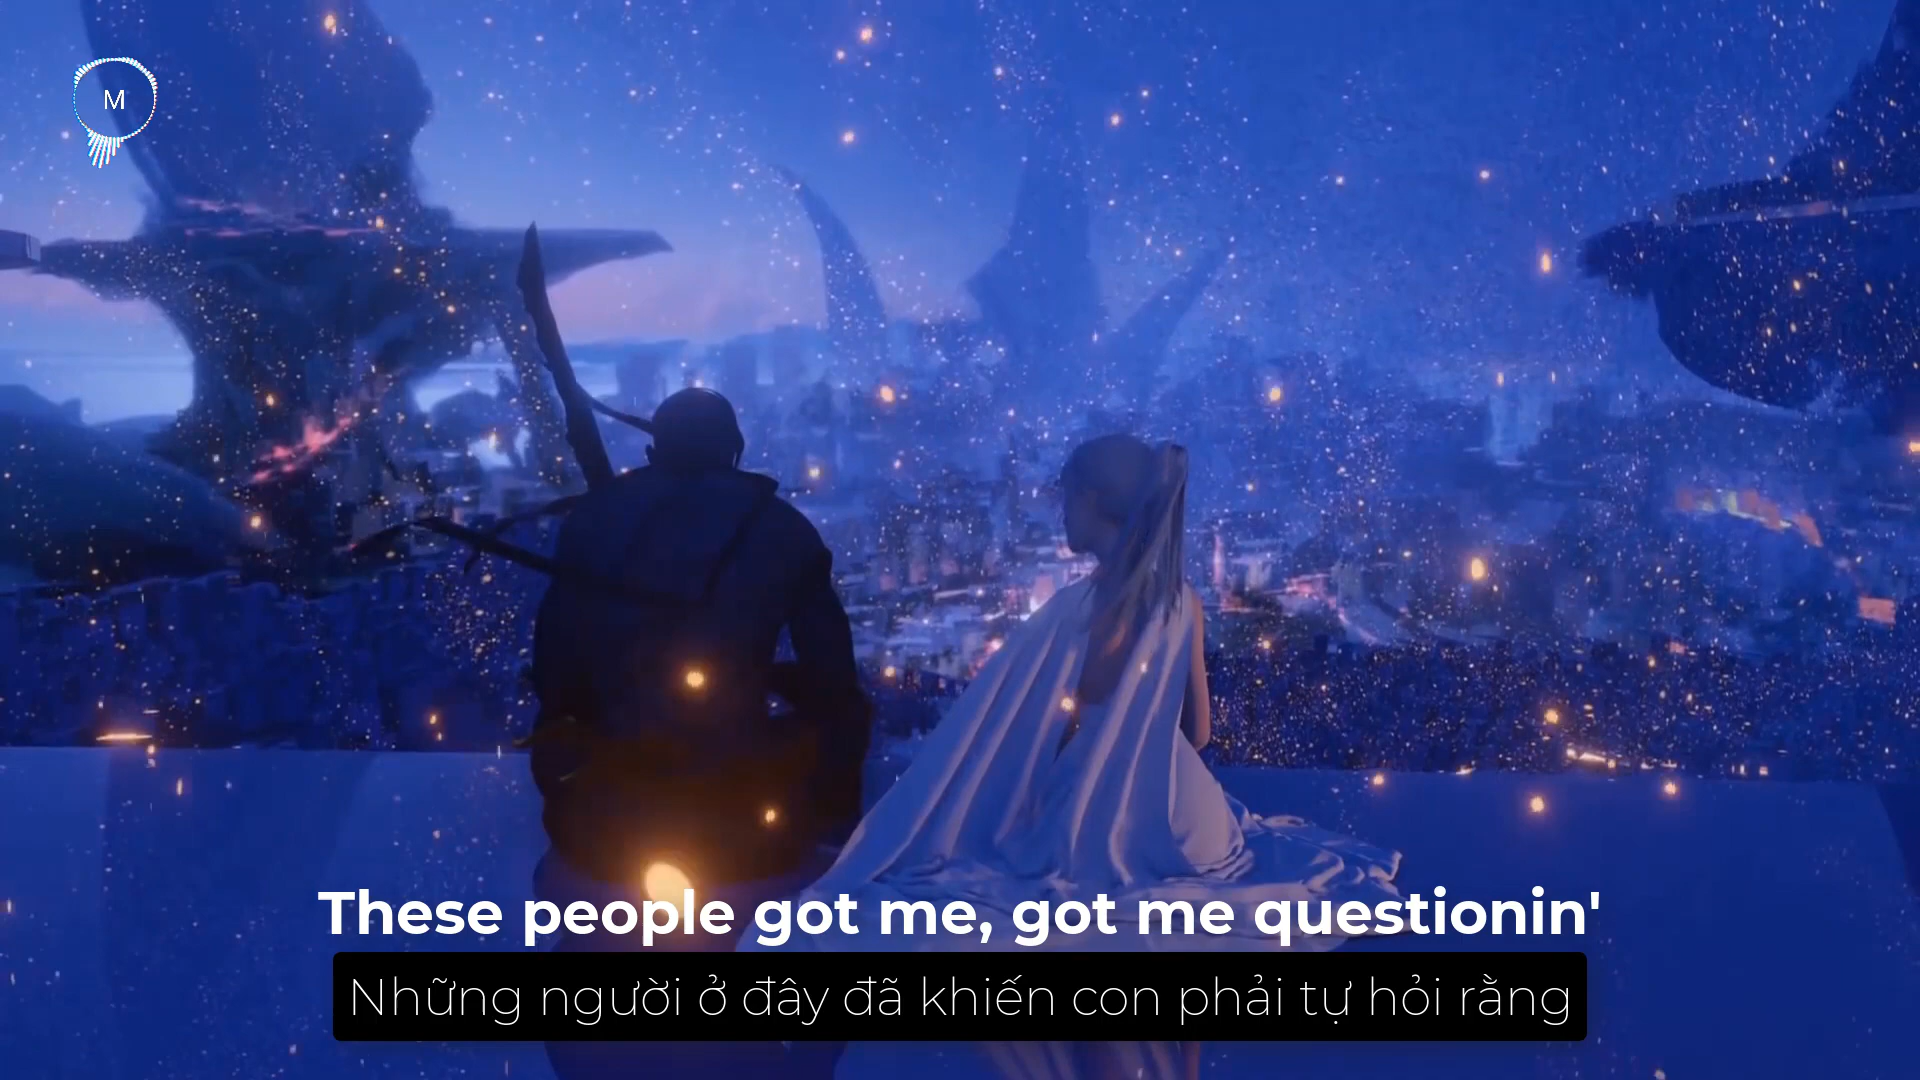 M
These people got me, got me questionin'
Những người ở đây đã khiến con phải tự hỏi rằng